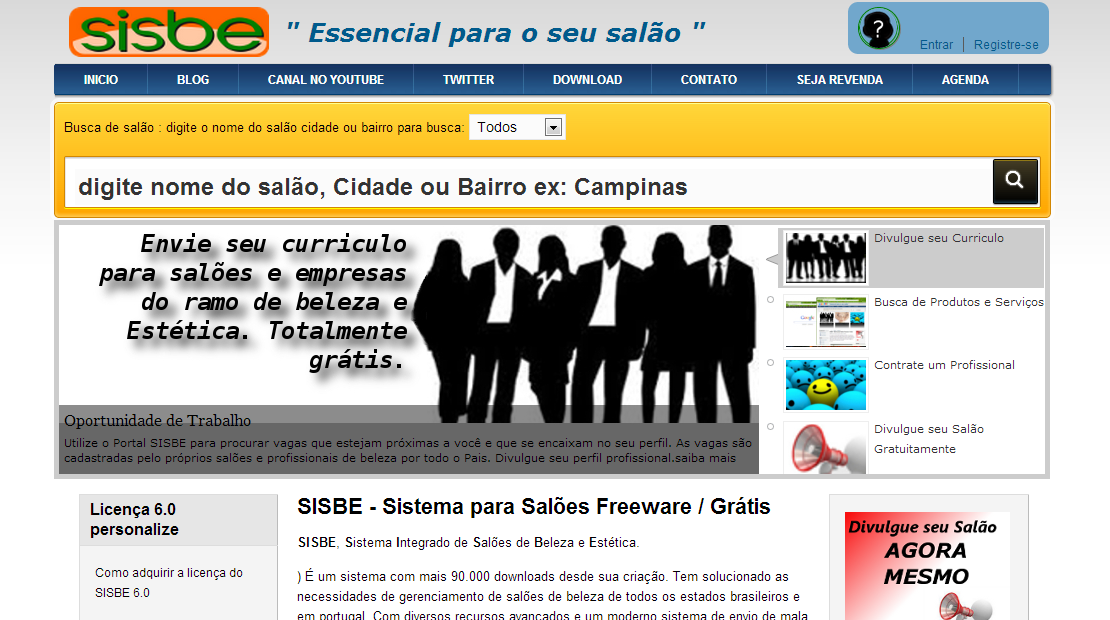 sisbe
" Essencial para o seu salão "
?
Entrar | Registre-se
INICIO
BLOG
CANAL NO YOUTUBE
TWITTER
DOWNLOAD
CONTATO
SEJA REVENDA
AGENDA
Busca de salão : digite o nome do salão cidade ou bairro para busca:
Todos
digite nome do salão, Cidade ou Bairro ex: Campinas
Envie seu curriculo
para salões e empresas
do ramo de beleza e
Estética. Totalmente
grátis.
Oportunidade de Trabalho
Utilize o Portal SISBE para procurar vagas que estejam próximas a você e que se encaixam no seu perfil. As vagas são
cadastradas pelo próprios salões e profissionais de beleza por todo o Pais. Divulgue seu perfil profissional.saiba mais
Divulgue seu Curriculo
Busca de Produtos e Serviços
Contrate um Profissional
Divulgue seu Salão
Gratuitamente
Licença 6.0
personalize
Como adquirir a licença do
SISBE 6.0
SISBE - Sistema para Salões Freeware / Grátis
SISBE, Sistema Integrado de Salões de Beleza e Estética.
) É um sistema com mais 90.000 downloads desde sua criação. Tem solucionado as
necessidades de gerenciamento de salões de beleza de todos os estados brasileiros e
em portugal. Com diversos recursos avançados e um moderno sistema de envio de mala
Divulgue seu Salão
AGORA
MESMO